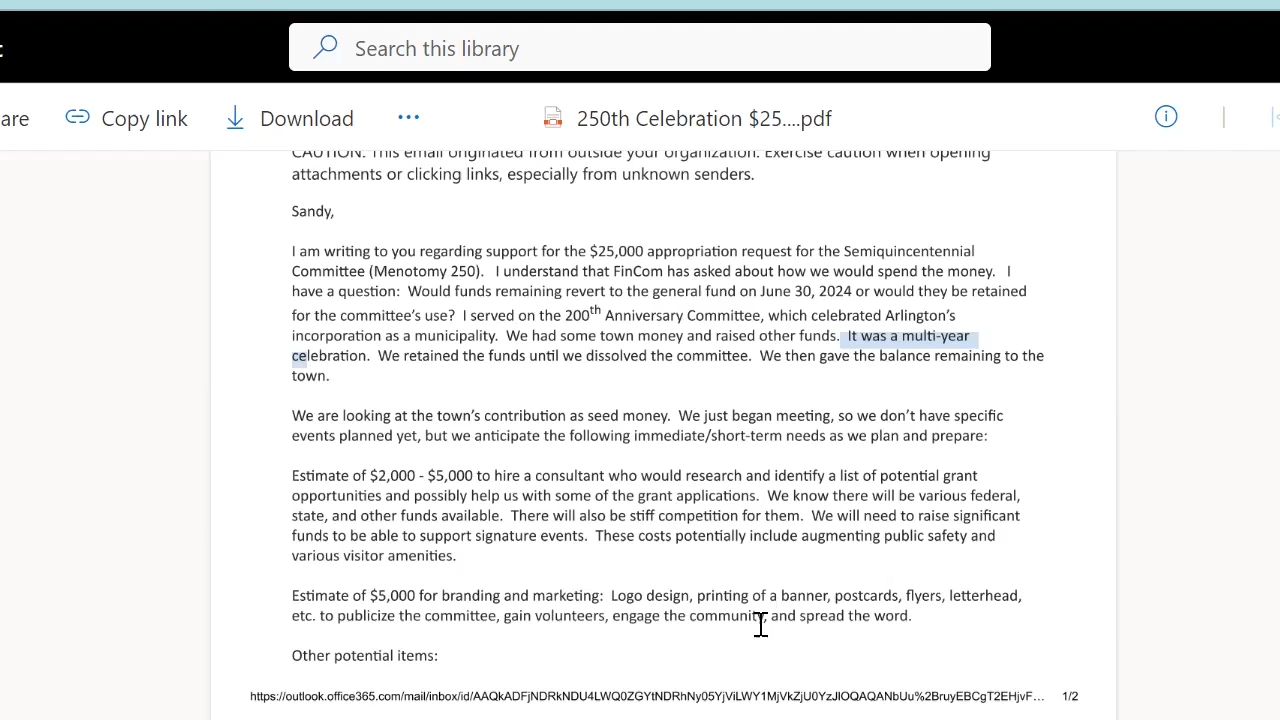 Search this library
are Copy link Download ... 250th Celebration $25....pdf
CAUTION: This email originated from outside your organization. Exercise caution when opening
attachments or clicking links, especially from unknown senders.
Sandy,
I am writing to you regarding support for the $25,000 appropriation request for the Semiquincentennial
Committee (Menotomy 250).   I understand that FinCom has asked about how we would spend the money.   I
have a question:  Would funds remaining revert to the general fund on June 30, 2024 or would they be retained
for the committee's use?  I served on the 200th Anniversary Committee, which celebrated Arlington's
incorporation as a municipality.  We had some town money and raised other funds.  It was a multi-year
celebration.  We retained the funds until we dissolved the committee.  We then gave the balance remaining to the
town.
We are looking at the town's contribution as seed money.  We just began meeting, so we don't have specific
events planned yet, but we anticipate the following immediate/short-term needs as we plan and prepare:
Estimate of $2,000 - $5,000 to hire a consultant who would research and identify a list of potential grant
opportunities and possibly help us with some of the grant applications.  We know there will be various federal,
state, and other funds available.  There will also be stiff competition for them.  We will need to raise significant
funds to be able to support signature events.  These costs potentially include augmenting public safety and
various visitor amenities.
Estimate of $5,000 for branding and marketing:  Logo design, printing of a banner, postcards, flyers, letterhead,
etc. to publicize the committee, gain volunteers, engage the community, and spread the word.
Other potential items:
https://outlook.office365.com/mail/inbox/id/AAQkADFjNDRkNDU4LWQ0ZGYtNDRhNy05YjViLWY1MjVkZjU0YzJlOQAQANbUu%2BruyEBCgT2EHjvF... 1/2